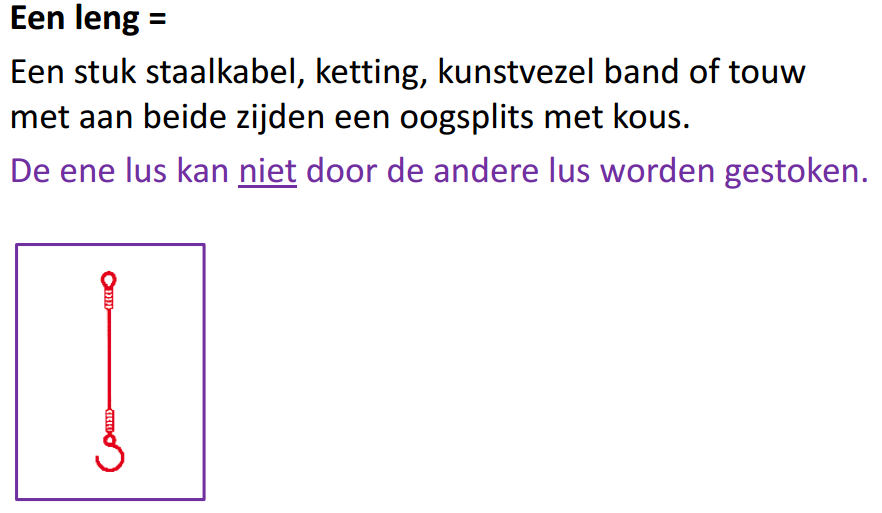 Een leng =
Een stuk staalkabel, ketting, kunstvezel band of touw
met aan beide zijden een oogsplits met kous.
De ene lus kan niet door de andere lus worden gestoken.